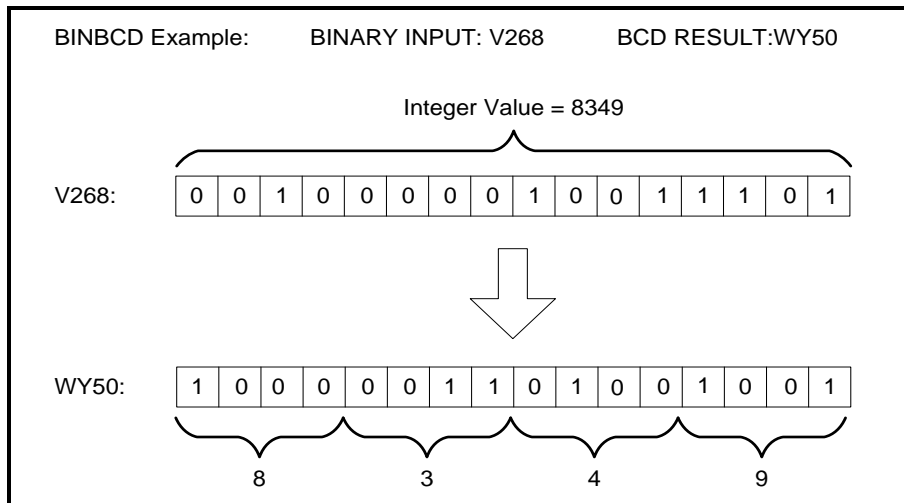 BINBCD Example: BINARY INPUT: V268 BCD RESULT:WY50
Integer Value = 8349
V268: 0 0 1 0 0 0 0 0 1 0 0 1 1 1 0 1
WY50: 1 0 0 0 0 0 1 1 0 1 0 0 1 0 0 1
8 3 4 9